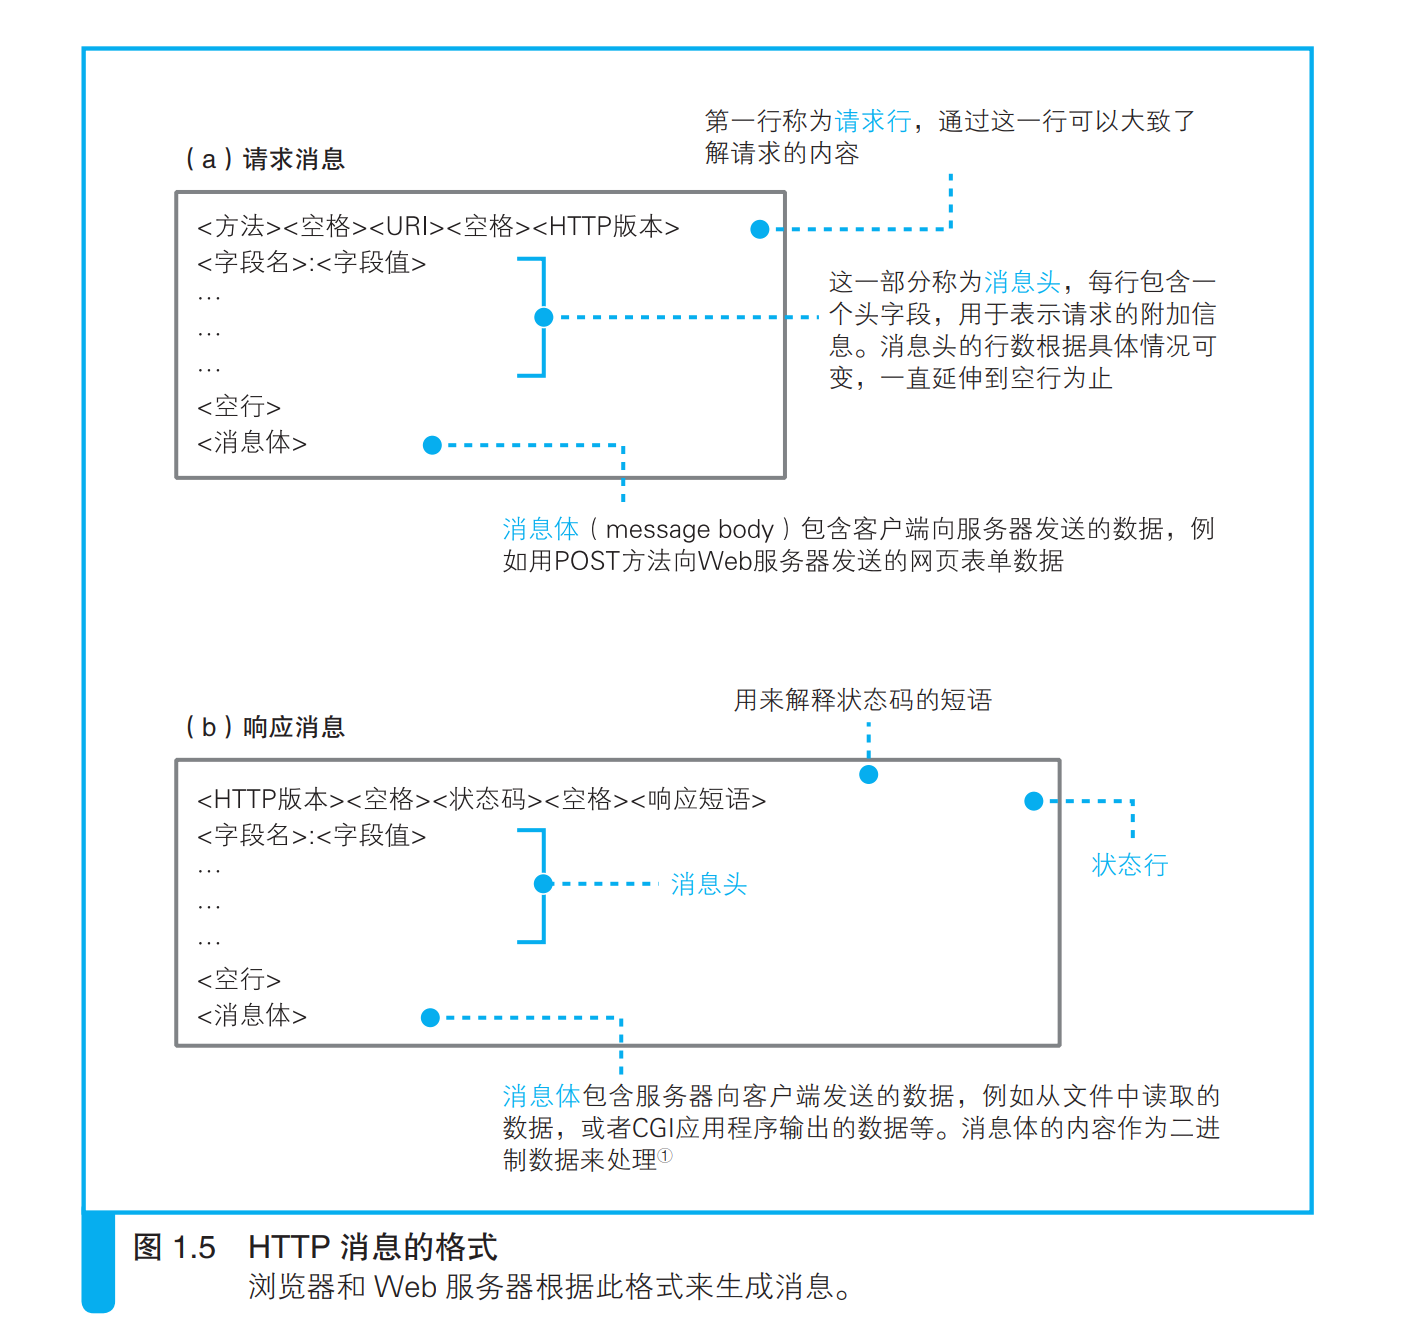 第一行称为请求行，通过这一行可以大致了
解请求的内容
（a）请求消息
<方法><空格><URI><空格><HTTP版本>
<字段名>:<字段值>
…
…
…
<空行>
<消息体>
这一部分称为消息头，每行包含一
个头字段，用于表示请求的附加信
息。消息头的行数根据具体情况可
变，一直延伸到空行为止
消息体（message body）包含客户端向服务器发送的数据，例
如用POST方法向Web服务器发送的网页表单数据
用来解释状态码的短语
（b）响应消息
<HTTP版本><空格><状态码><空格><响应短语>
<字段名>:<字段值>
…
…
…
<空行>
<消息体>
状态行
消息头
消息体包含服务器向客户端发送的数据，例如从文件中读取的
数据，或者CGI应用程序输出的数据等。消息体的内容作为二进
制数据来处理①
图 1.5 HTTP 消息的格式
浏览器和 Web 服务器根据此格式来生成消息。